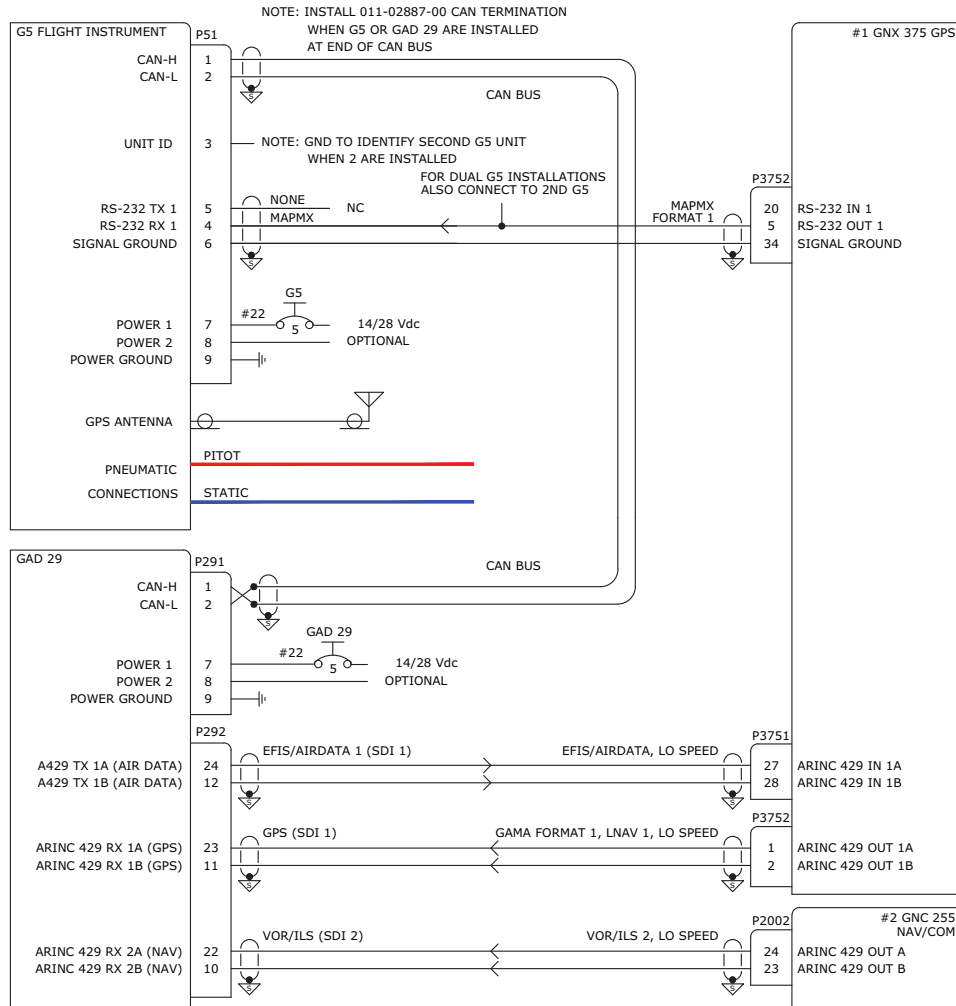 NOTE: INSTALL 011-02887-00 CAN TERMINATION
WHEN G5 OR GAD 29 ARE INSTALLED
AT END OF CAN BUS
G5 FLIGHT INSTRUMENT
P51
#1 GNX 375 GPS
CAN-H 1
CAN-L 2
S
CAN BUS
UNIT ID 3 NOTE: GND TO IDENTIFY SECOND G5 UNIT
WHEN 2 ARE INSTALLED
FOR DUAL G5 INSTALLATIONS
ALSO CONNECT TO 2ND G5
P3752
RS-232 TX 1 5 NONE NC 20 RS-232 IN 1
RS-232 RX 1 4 MAPMX MAPMX
FORMAT 1 5 RS-232 OUT 1
SIGNAL GROUND 6 34 SIGNAL GROUND
S S
G5
POWER 1 7 #22 5 14/28 Vdc
POWER 2 8 OPTIONAL
POWER GROUND 9
GPS ANTENNA
PNEUMATIC
CONNECTIONS
PITOT
STATIC
GAD 29
P291
CAN BUS
CAN-H 1
CAN-L 2
S
GAD 29
POWER 1 7 #22 5 14/28 Vdc
POWER 2 8 OPTIONAL
POWER GROUND 9
P292
P3751
EFIS/AIRDATA 1 (SDI 1) EFIS/AIRDATA, LO SPEED
A429 TX 1A (AIR DATA) 24 27 ARINC 429 IN 1A
A429 TX 1B (AIR DATA) 12 28 ARINC 429 IN 1B
S S
P3752
GPS (SDI 1) GAMA FORMAT 1, LNAV 1, LO SPEED
ARINC 429 RX 1A (GPS) 23 1 ARINC 429 OUT 1A
ARINC 429 RX 1B (GPS) 11 2 ARINC 429 OUT 1B
S S
P2002
#2 GNC 255
NAV/COM
VOR/ILS (SDI 2) VOR/ILS 2, LO SPEED
ARINC 429 RX 2A (NAV) 22 24 ARINC 429 OUT A
ARINC 429 RX 2B (NAV) 10 23 ARINC 429 OUT B
S S